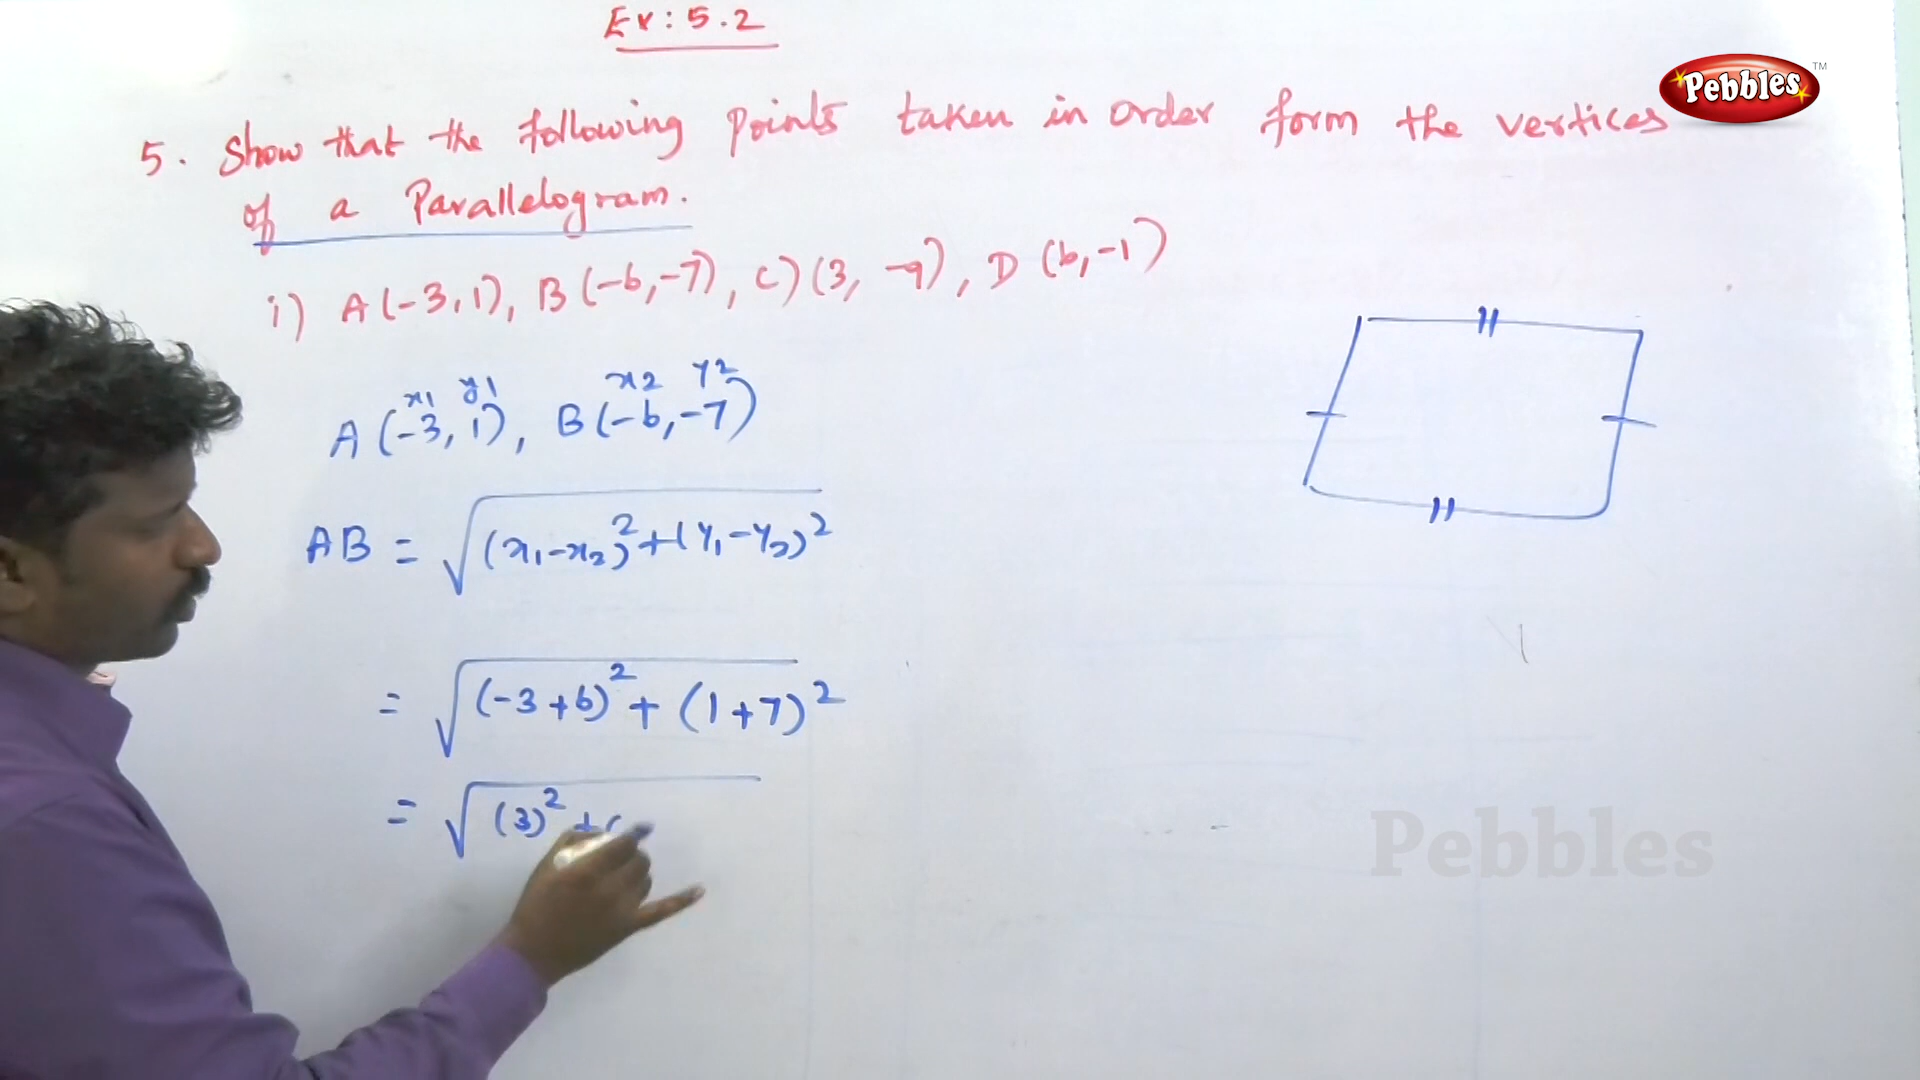 Ex: 5.2
Pebbles TM
5. Show that the following Points taken in order form the vertices
of a Parallelogram.
i) A(-3,1), B(-6,-7), C)(3, -9), D (6,-1)
x1 y1 x2 y2
A(-3, 1), B(-6,-7)
AB = √(x₁-x₂)²+(y₁-y₂)²
= √(-3+6)² + (1+7)²
= √(3)² + (
Pebbles